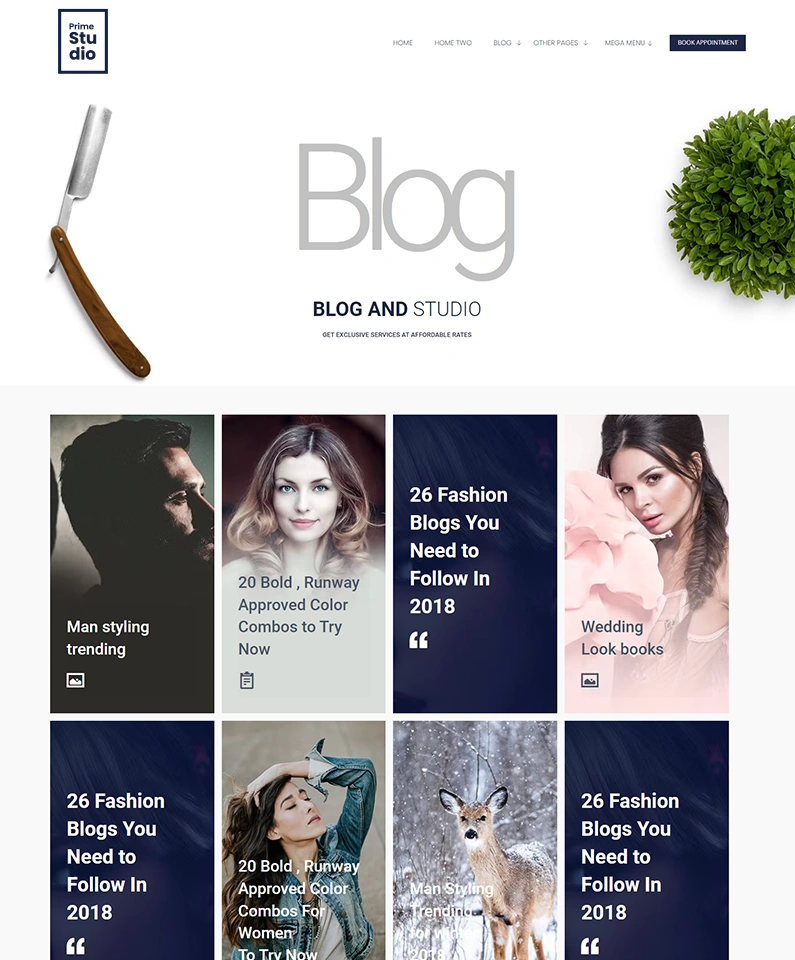 Prime
Stu
dio
HOME HOME TWO BLOG OTHER PAGES MEGA MENU BOOK APPOINTMENT
Blog
BLOG AND STUDIO
GET EXCLUSIVE SERVICES AT AFFORDABLE RATES
Man styling
trending
20 Bold , Runway
Approved Color
Combos to Try
Now
26 Fashion
Blogs You
Need to
Follow In
2018
Wedding
Look books
26 Fashion
Blogs You
Need to
Follow In
2018
20 Bold , Runway
Approved Color
Combos For
Women
To Try Now
Man Styling
Trending
for winter
2018
26 Fashion
Blogs You
Need to
Follow In
2018